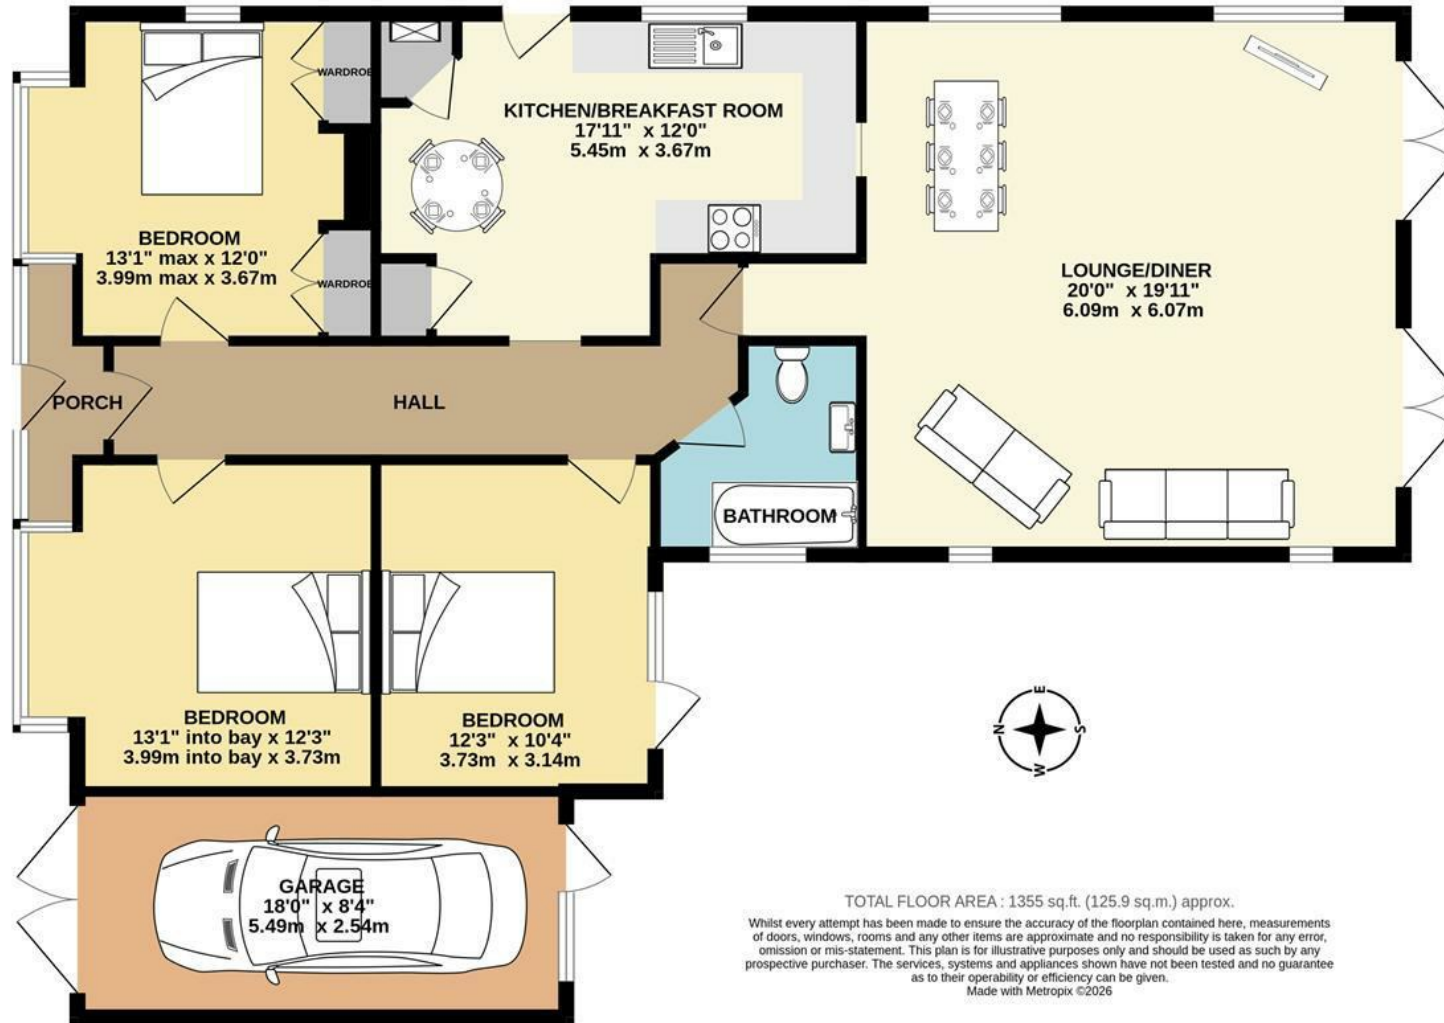 WARDROBE
KITCHEN/BREAKFAST ROOM
17'11" x 12'0"
5.45m x 3.67m
BEDROOM
13'1" max x 12'0"
3.99m max x 3.67m
WARDROBE
LOUNGE/DINER
20'0" x 19'11"
6.09m x 6.07m
PORCH
HALL
BATHROOM
BEDROOM
13'1" into bay x 12'3"
3.99m into bay x 3.73m
BEDROOM
12'3" x 10'4"
3.73m x 3.14m
E
N
S
W
GARAGE
18'0" x 8'4"
5.49m x 2.54m
TOTAL FLOOR AREA : 1355 sq.ft. (125.9 sq.m.) approx.
Whilst every attempt has been made to ensure the accuracy of the floorplan contained here, measurements
of doors, windows, rooms and any other items are approximate and no responsibility is taken for any error,
omission or mis-statement. This plan is for illustrative purposes only and should be used as such by any
prospective purchaser. The services, systems and appliances shown have not been tested and no guarantee
as to their operability or efficiency can be given.
Made with Metropix ©2026